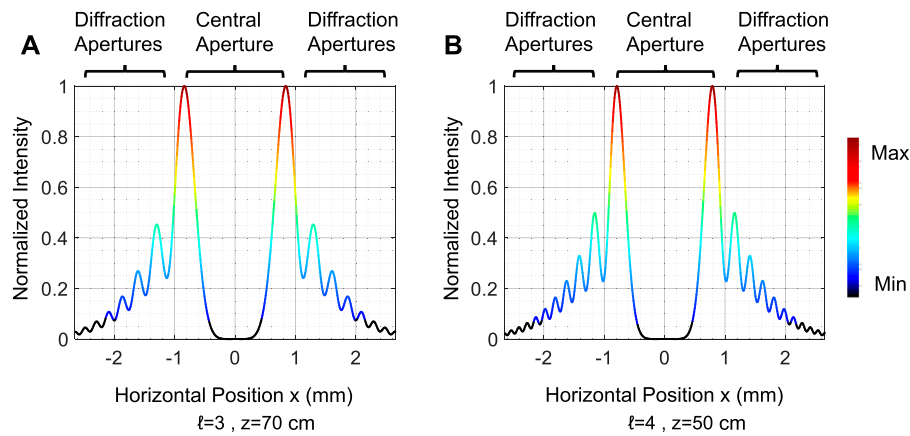 Diffraction Central Diffraction
Apertures Aperture Apertures
A
1
0.8
0.6
0.4
0.2
0
Normalized Intensity
-2 -1 0 1 2
Horizontal Position x (mm)
ℓ=3 , z=70 cm
Diffraction Central Diffraction
Apertures Aperture Apertures
B
1
0.8
0.6
0.4
0.2
0
Normalized Intensity
-2 -1 0 1 2
Horizontal Position x (mm)
ℓ=4 , z=50 cm
Max
Min